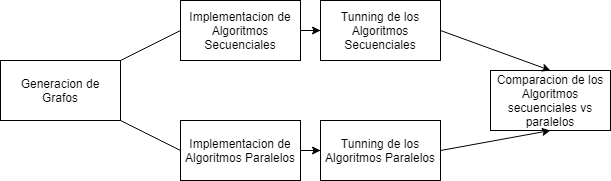 Generacion de
Grafos
Implementacion de
Algoritmos
Secuenciales
Tunning de los
Algoritmos
Secuenciales
Implementacion de
Algoritmos Paralelos
Tunning de los
Algoritmos Paralelos
Comparacion de los
Algoritmos
secuenciales vs
paralelos